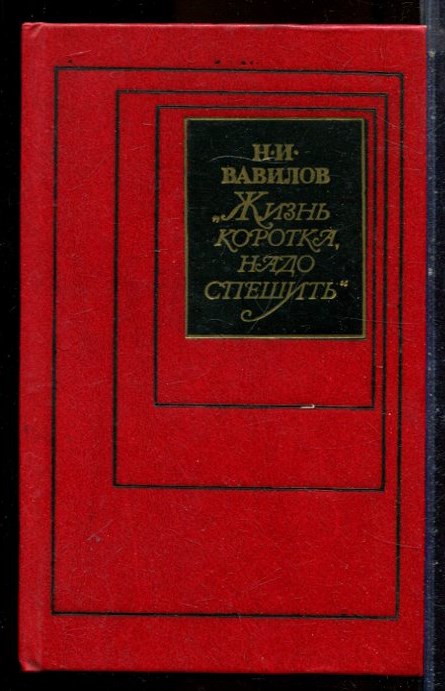 Н·И·
ВАВИЛОВ
„Жизнь
коротка,
надо
спешить“